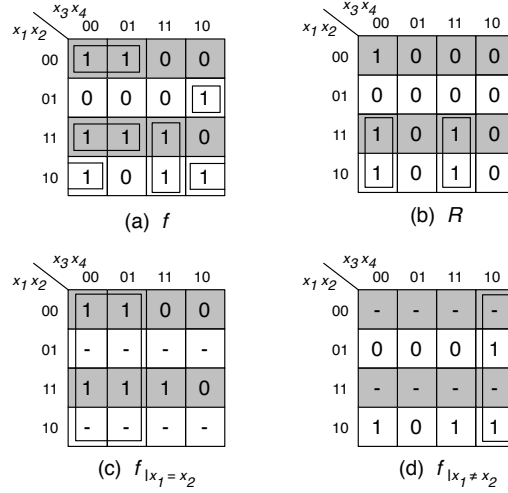 x3x4 x3x4
x1x2 00 01 11 10 x1x2 00 01 11 10
00 1 1 0 0 00 1 0 0 0
01 0 0 0 1 01 0 0 0 0
11 1 1 1 0 11 1 0 1 0
10 1 0 1 1 10 1 0 1 0
(a) f (b) R
x3x4 x3x4
x1x2 00 01 11 10 x1x2 00 01 11 10
00 1 1 0 0 00 - - - -
01 - - - - 01 0 0 0 1
11 1 1 1 0 11 - - - -
10 - - - - 10 1 0 1 1
(c) f|x1 = x2 (d) f|x1 ≠ x2